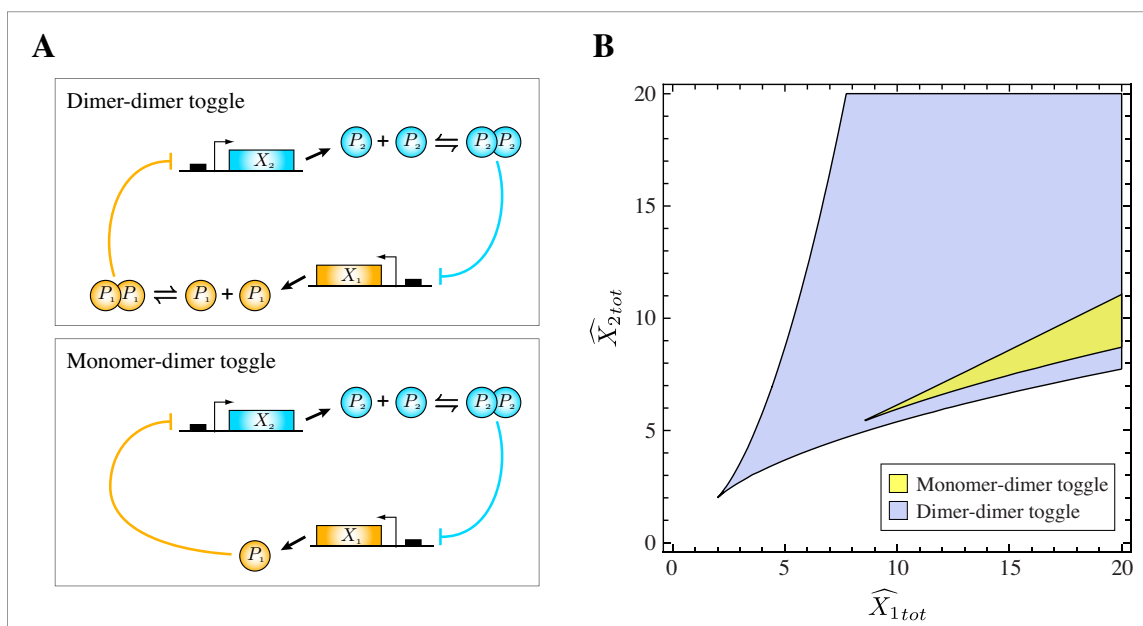 A
Dimer-dimer toggle
X₂
P₂ + P₂ ⇌ P₂P₂
P₁P₁ ⇌ P₁ + P₁
X₁
Monomer-dimer toggle
X₂
P₂ + P₂ ⇌ P₂P₂
P₁
X₁
B
20
15
10
5
0
X̂₂tot
0 5 10 15 20
X̂₁tot
Monomer-dimer toggle
Dimer-dimer toggle